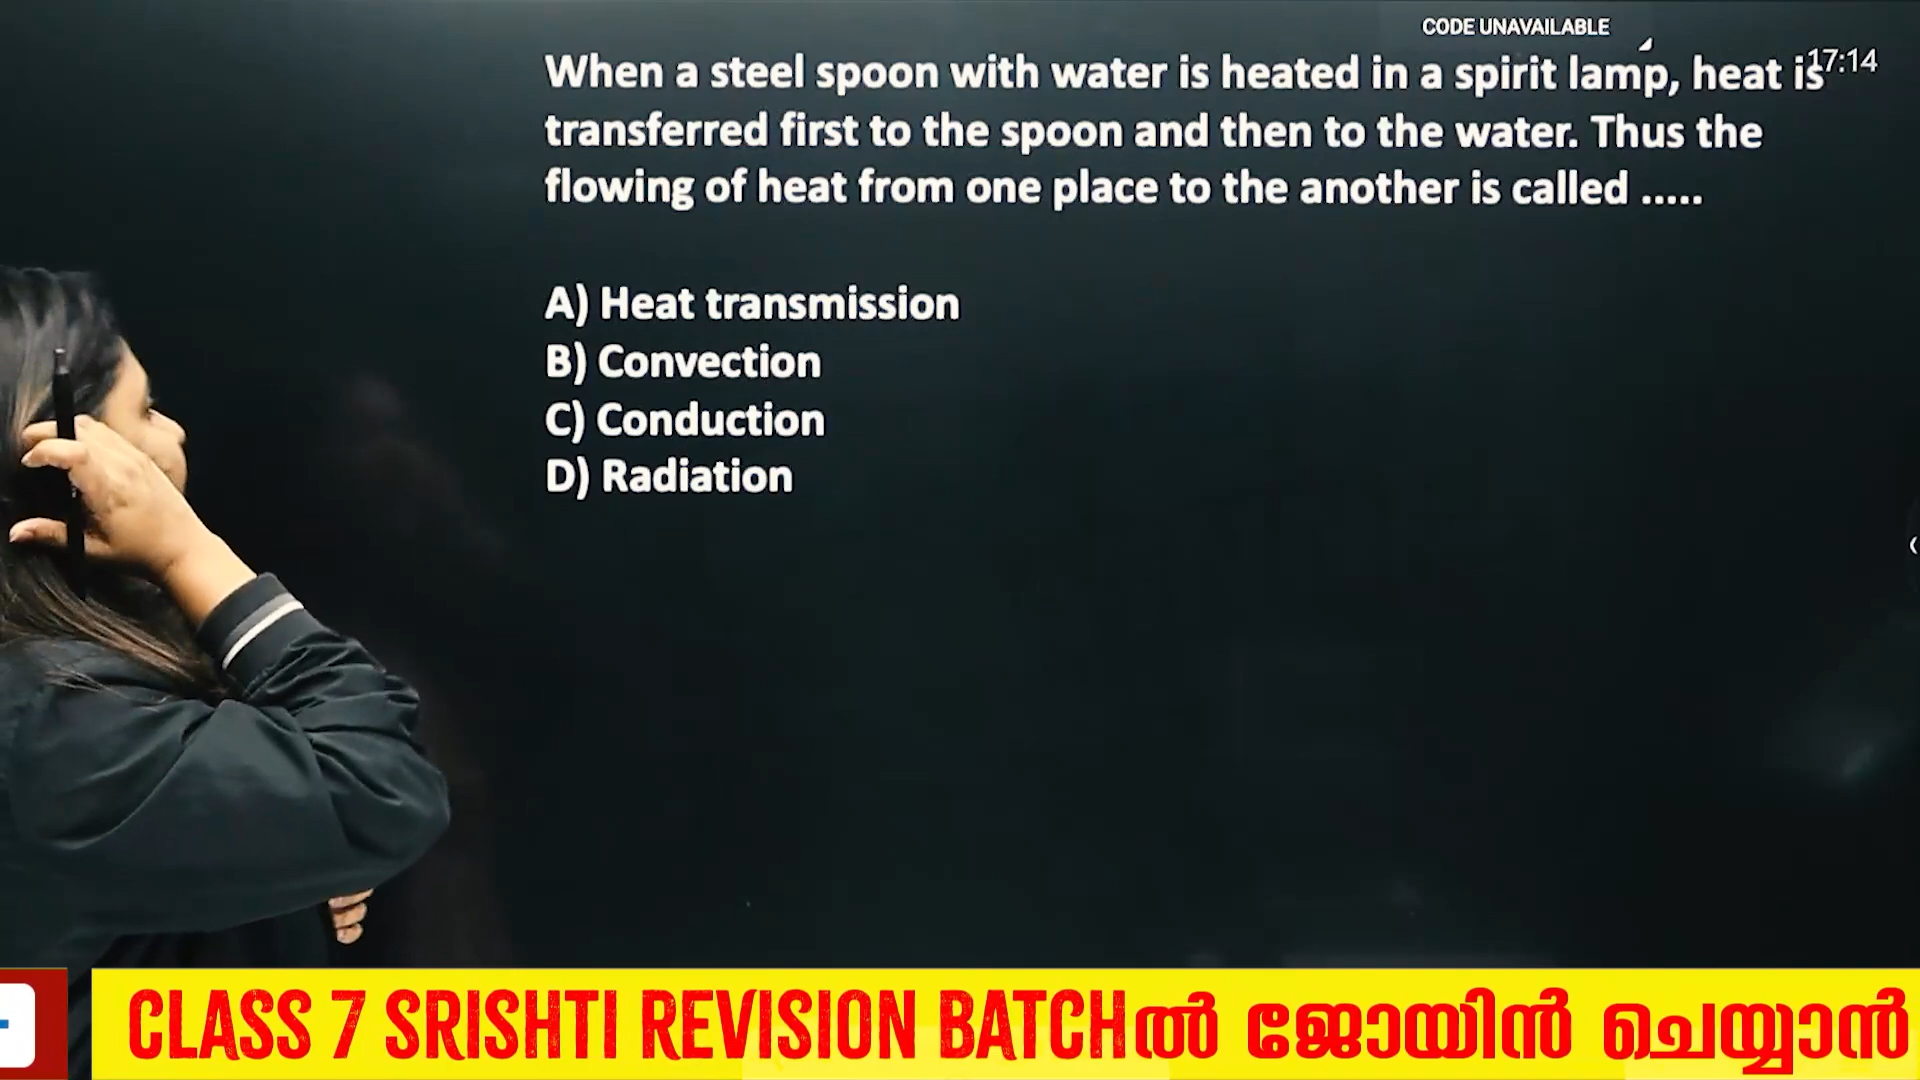 CODE UNAVAILABLE
17:14
When a steel spoon with water is heated in a spirit lamp, heat is
transferred first to the spoon and then to the water. Thus the
flowing of heat from one place to the another is called .....
A) Heat transmission
B) Convection
C) Conduction
D) Radiation
CLASS 7 SRISHTI REVISION BATCHൽ ജോയിൻ ചെയ്യാൻ